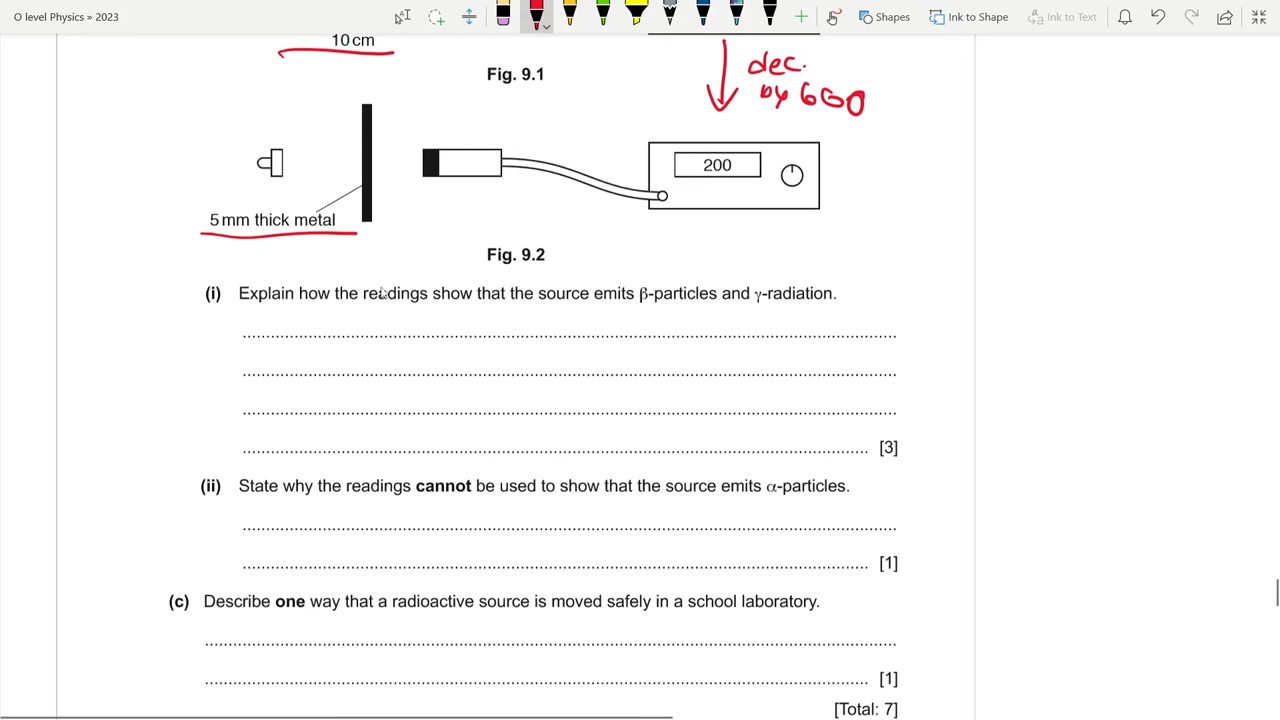 O level Physics » 2023
Shapes
Ink to Shape
Ink to Text
10 cm
Fig. 9.1
dec.
by 600
200
5 mm thick metal
Fig. 9.2
(i) Explain how the readings show that the source emits β-particles and γ-radiation.
[3]
(ii) State why the readings cannot be used to show that the source emits α-particles.
[1]
(c) Describe one way that a radioactive source is moved safely in a school laboratory.
[1]
[Total: 7]